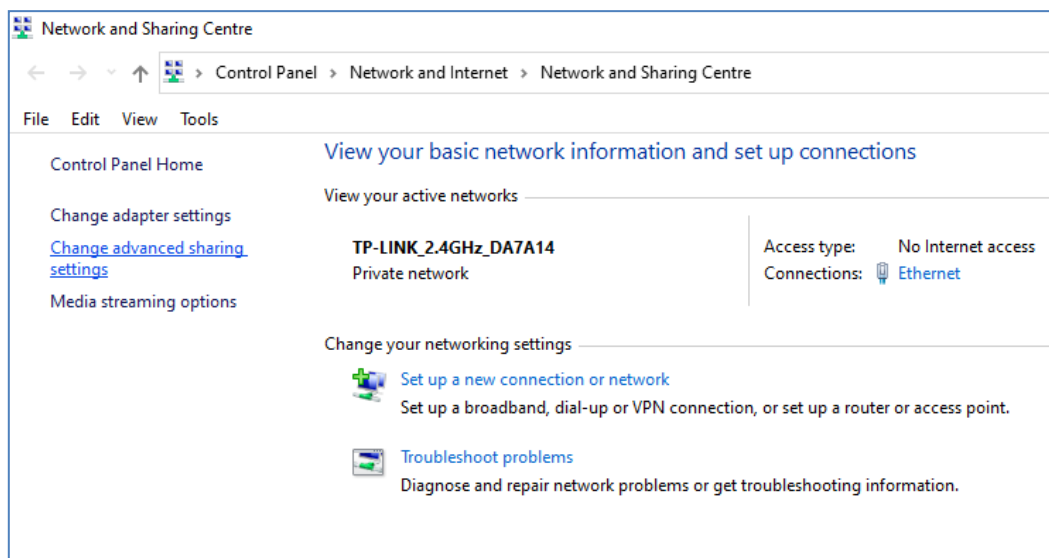 Network and Sharing Centre
Control Panel > Network and Internet > Network and Sharing Centre
File Edit View Tools
Control Panel Home
Change adapter settings
Change advanced sharing
settings
Media streaming options
View your basic network information and set up connections
View your active networks
TP-LINK_2.4GHz_DA7A14
Private network
Access type: No Internet access
Connections: Ethernet
Change your networking settings
Set up a new connection or network
Set up a broadband, dial-up or VPN connection, or set up a router or access point.
Troubleshoot problems
Diagnose and repair network problems or get troubleshooting information.